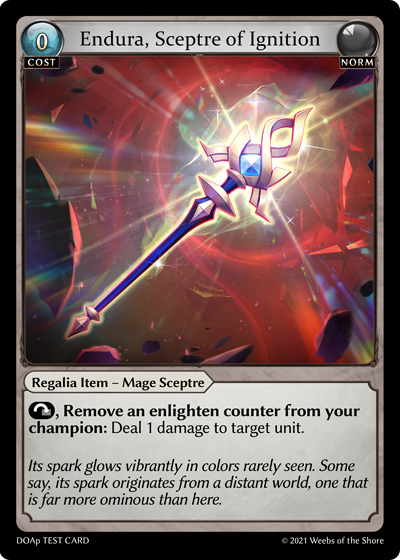 0
Endura, Sceptre of Ignition
COST
NORM
Regalia Item – Mage Sceptre
, Remove an enlighten counter from your
champion: Deal 1 damage to target unit.
Its spark glows vibrantly in colors rarely seen. Some
say, its spark originates from a distant world, one that
is far more ominous than here.
DOAp TEST CARD
© 2021 Weebs of the Shore